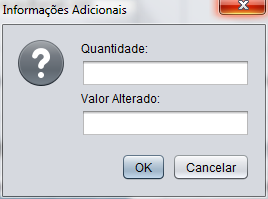 Informações Adicionais
?
Quantidade:
Valor Alterado:
OK Cancelar